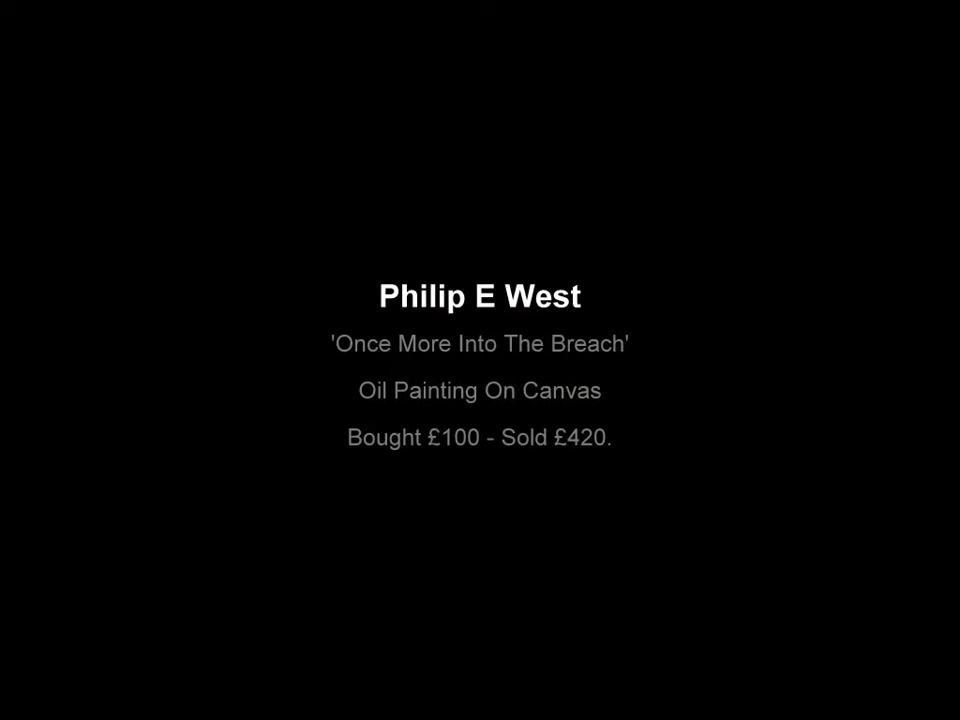 Philip E West
'Once More Into The Breach'
Oil Painting On Canvas
Bought £100 - Sold £420.